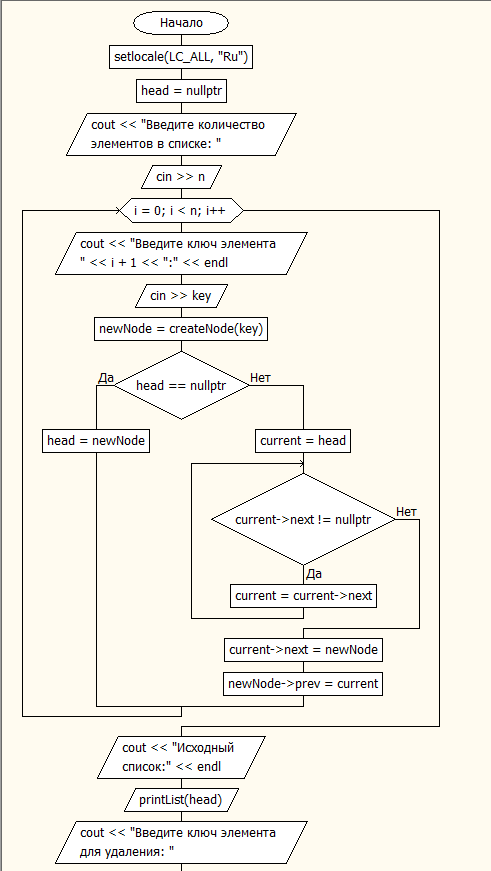 Начало
setlocale(LC_ALL, "Ru")
head = nullptr
cout << "Введите количество
элементов в списке: "
cin >> n
i = 0; i < n; i++
cout << "Введите ключ элемента
" << i + 1 << ":" << endl
cin >> key
newNode = createNode(key)
Да
head == nullptr
Нет
head = newNode
current = head
current->next != nullptr
Нет
Да
current = current->next
current->next = newNode
newNode->prev = current
cout << "Исходный
список:" << endl
printList(head)
cout << "Введите ключ элемента
для удаления: "